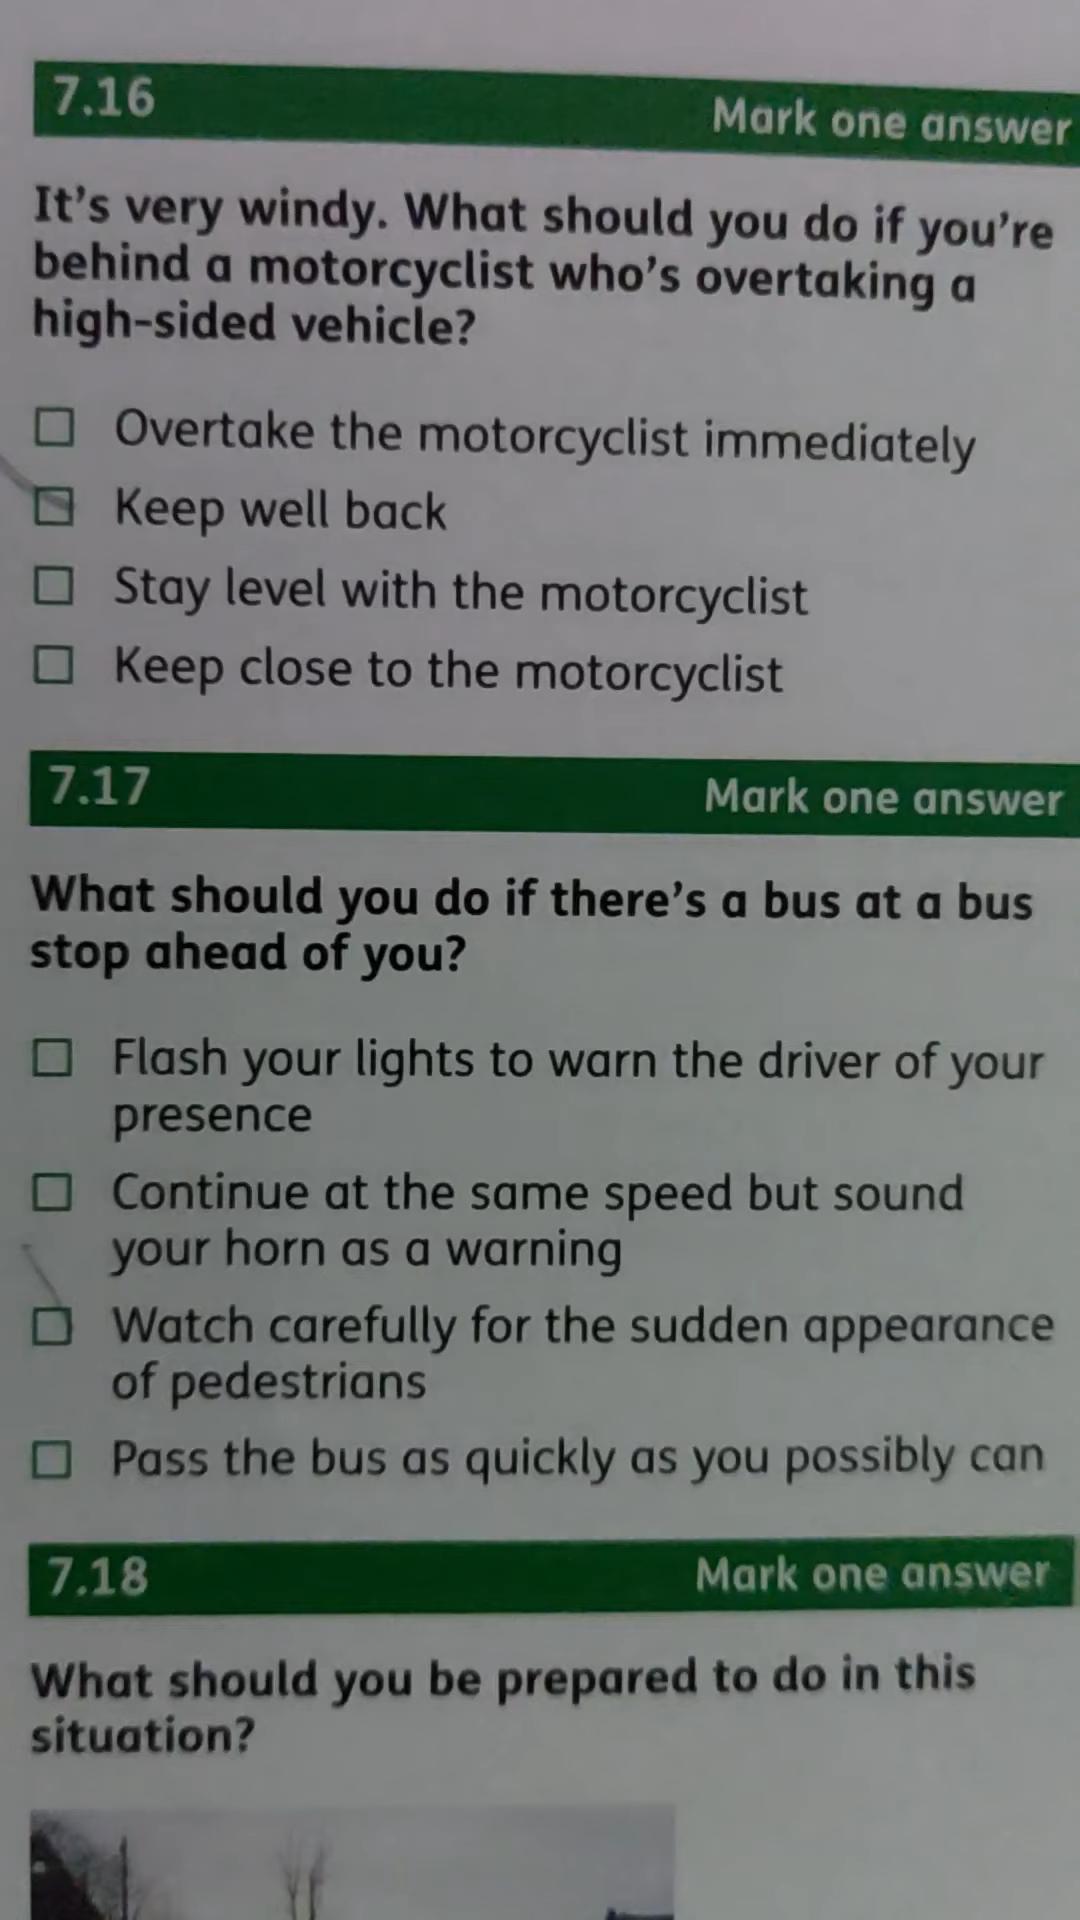 7.16
Mark one answer
It's very windy. What should you do if you're
behind a motorcyclist who's overtaking a
high-sided vehicle?
Overtake the motorcyclist immediately
Keep well back
Stay level with the motorcyclist
Keep close to the motorcyclist
7.17
Mark one answer
What should you do if there's a bus at a bus
stop ahead of you?
Flash your lights to warn the driver of your
presence
Continue at the same speed but sound
your horn as a warning
Watch carefully for the sudden appearance
of pedestrians
Pass the bus as quickly as you possibly can
7.18
Mark one answer
What should you be prepared to do in this
situation?